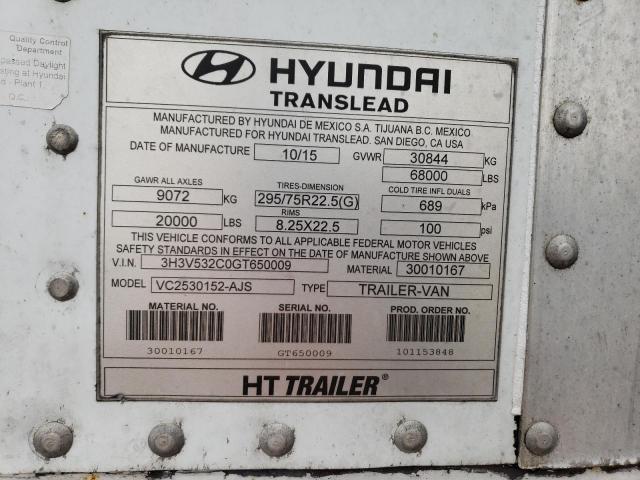 Quality Control
Department
passed Daylight
esting at Hyundai
d - Plant 1.
Q.C.
HYUNDAI
TRANSLEAD
MANUFACTURED BY HYUNDAI DE MEXICO S.A. TIJUANA B.C. MEXICO
MANUFACTURED FOR HYUNDAI TRANSLEAD. SAN DIEGO, CA USA
DATE OF MANUFACTURE 10/15 GVWR 30844 KG
68000 LBS
GAWR ALL AXLES TIRES-DIMENSION COLD TIRE INFL DUALS
9072 KG 295/75R22.5(G) 689 kPa
RIMS
20000 LBS 8.25X22.5 100 psi
THIS VEHICLE CONFORMS TO ALL APPLICABLE FEDERAL MOTOR VEHICLES
SAFETY STANDARDS IN EFFECT ON THE DATE OF MANUFACTURE SHOWN ABOVE
V.I.N. 3H3V532C0GT650009 MATERIAL 30010167
MODEL VC2530152-AJS TYPE TRAILER-VAN
MATERIAL NO. SERIAL NO. PROD. ORDER NO.
30010167 GT650009 101153848
HT TRAILER®